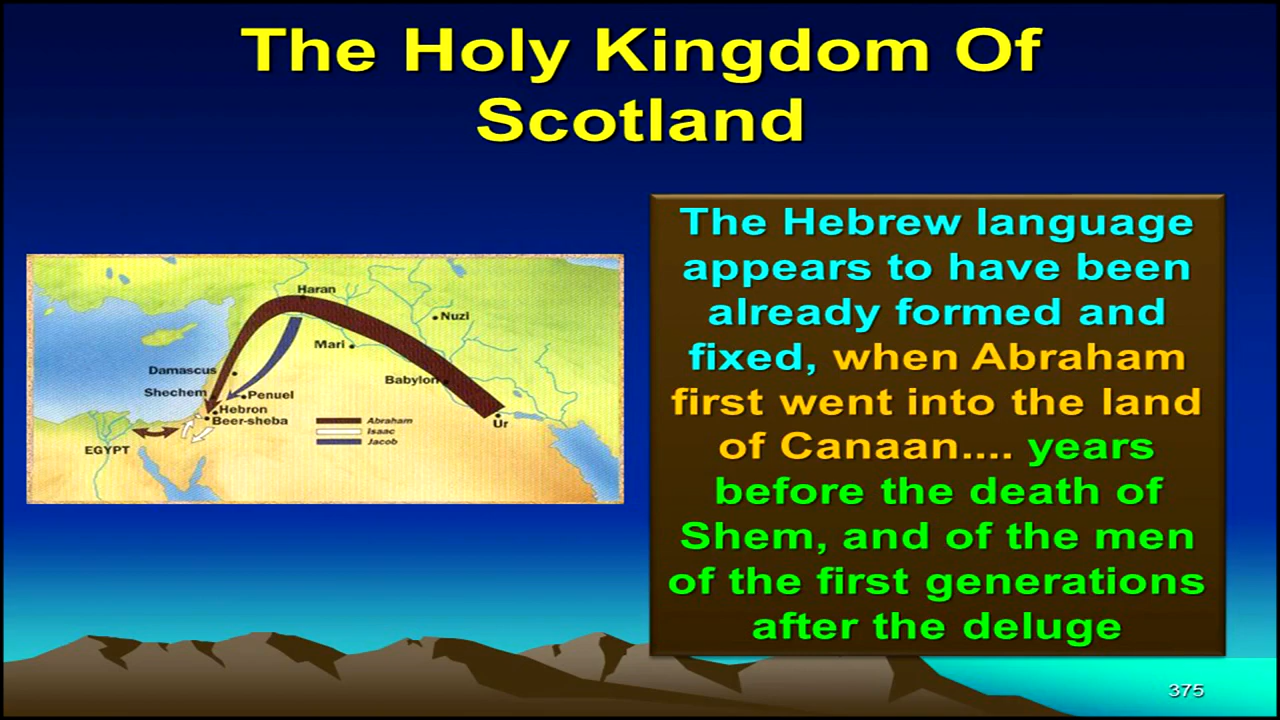 The Holy Kingdom Of
Scotland
Haran
Nuzi
Mari
Damascus
Babylon
Shechem
Penuel
Hebron
Beer-sheba
Ur
EGYPT
Abraham
Isaac
Jacob
The Hebrew language
appears to have been
already formed and
fixed, when Abraham
first went into the land
of Canaan.... years
before the death of
Shem, and of the men
of the first generations
after the deluge
375